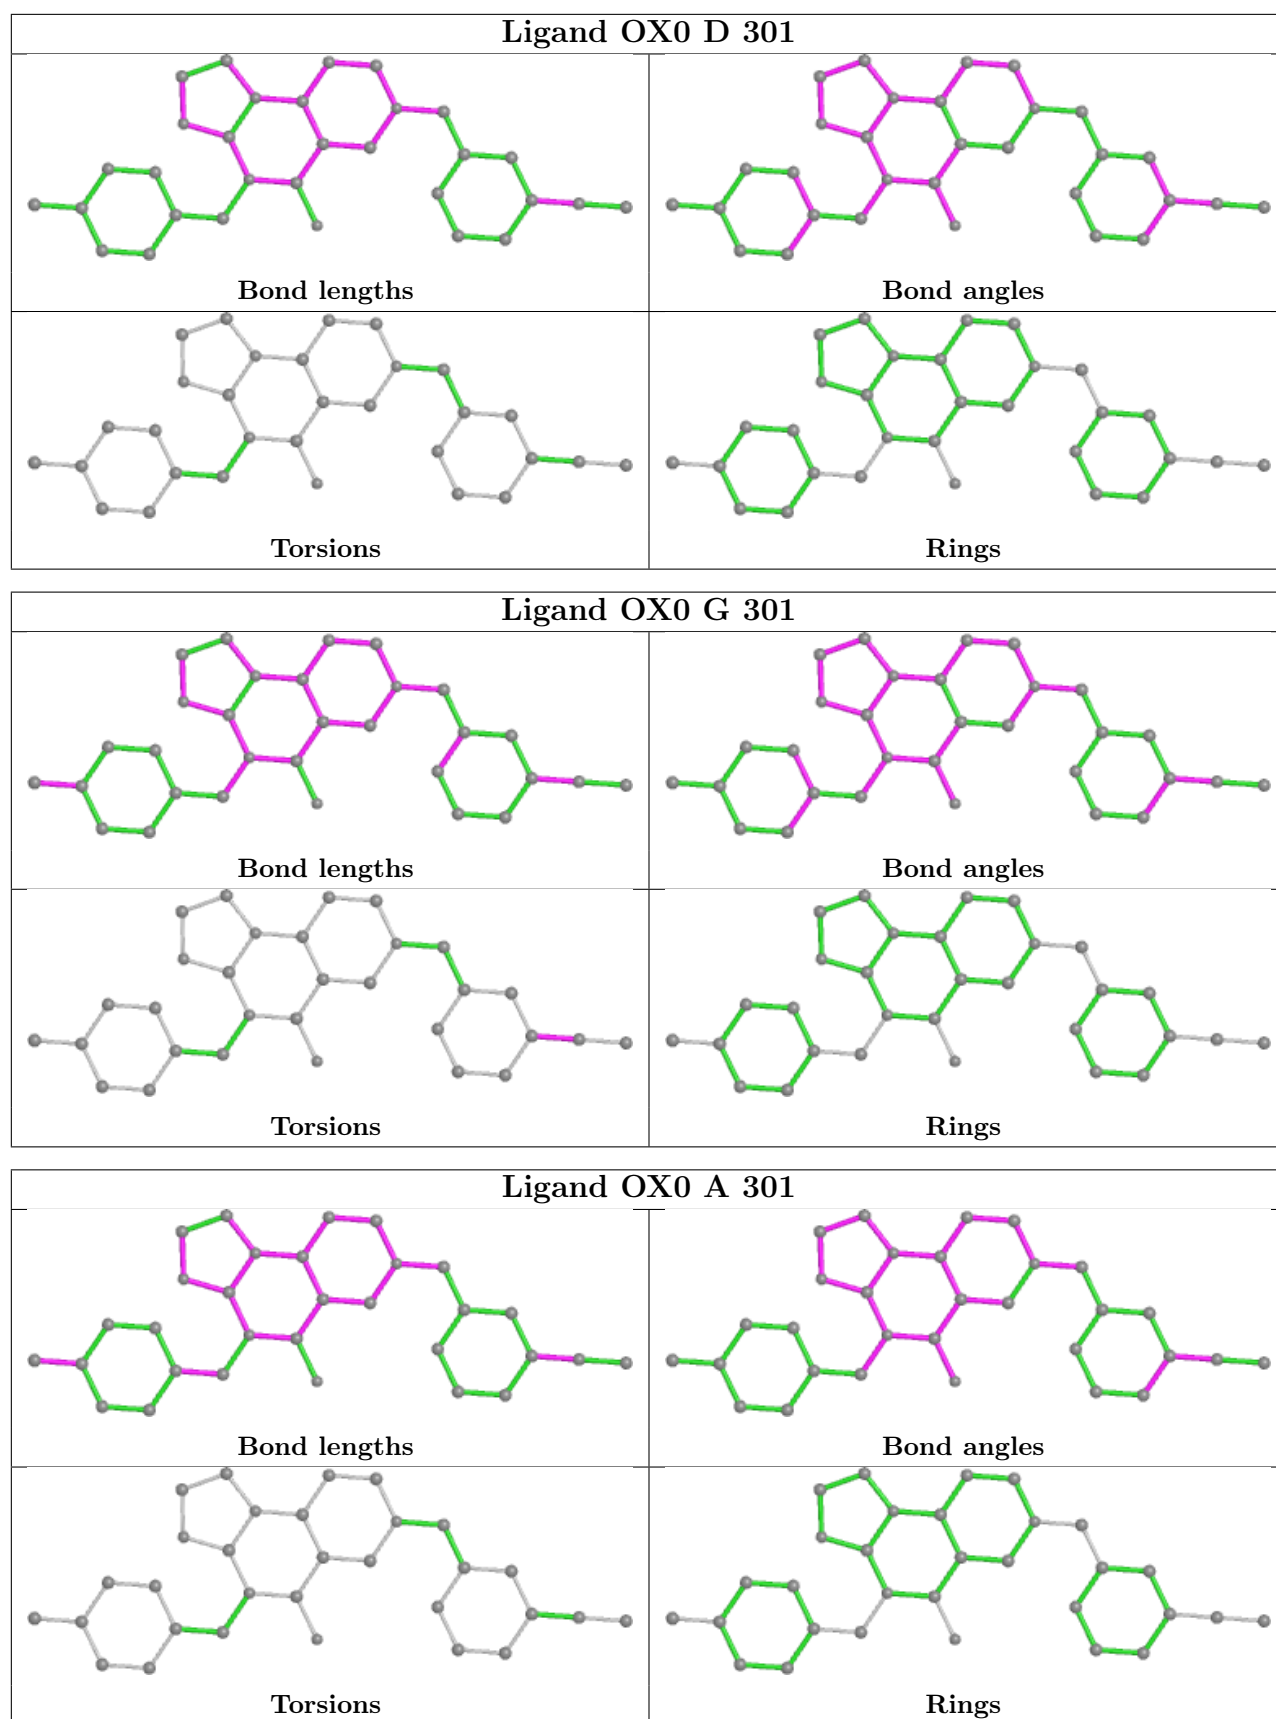 Ligand OX0 D 301
Bond lengths
Bond angles
Torsions
Rings
Ligand OX0 G 301
Bond lengths
Bond angles
Torsions
Rings
Ligand OX0 A 301
Bond lengths
Bond angles
Torsions
Rings